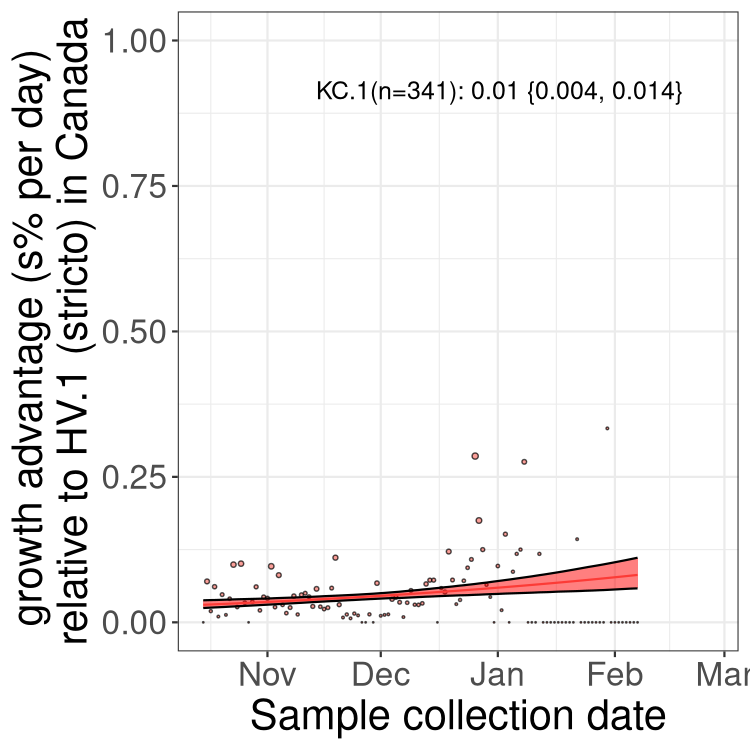 growth advantage (s% per day)
relative to HV.1 (stricto) in Canada
1.00
0.75
0.50
0.25
0.00
KC.1(n=341): 0.01 {0.004, 0.014}
Nov Dec Jan Feb Mar
Sample collection date